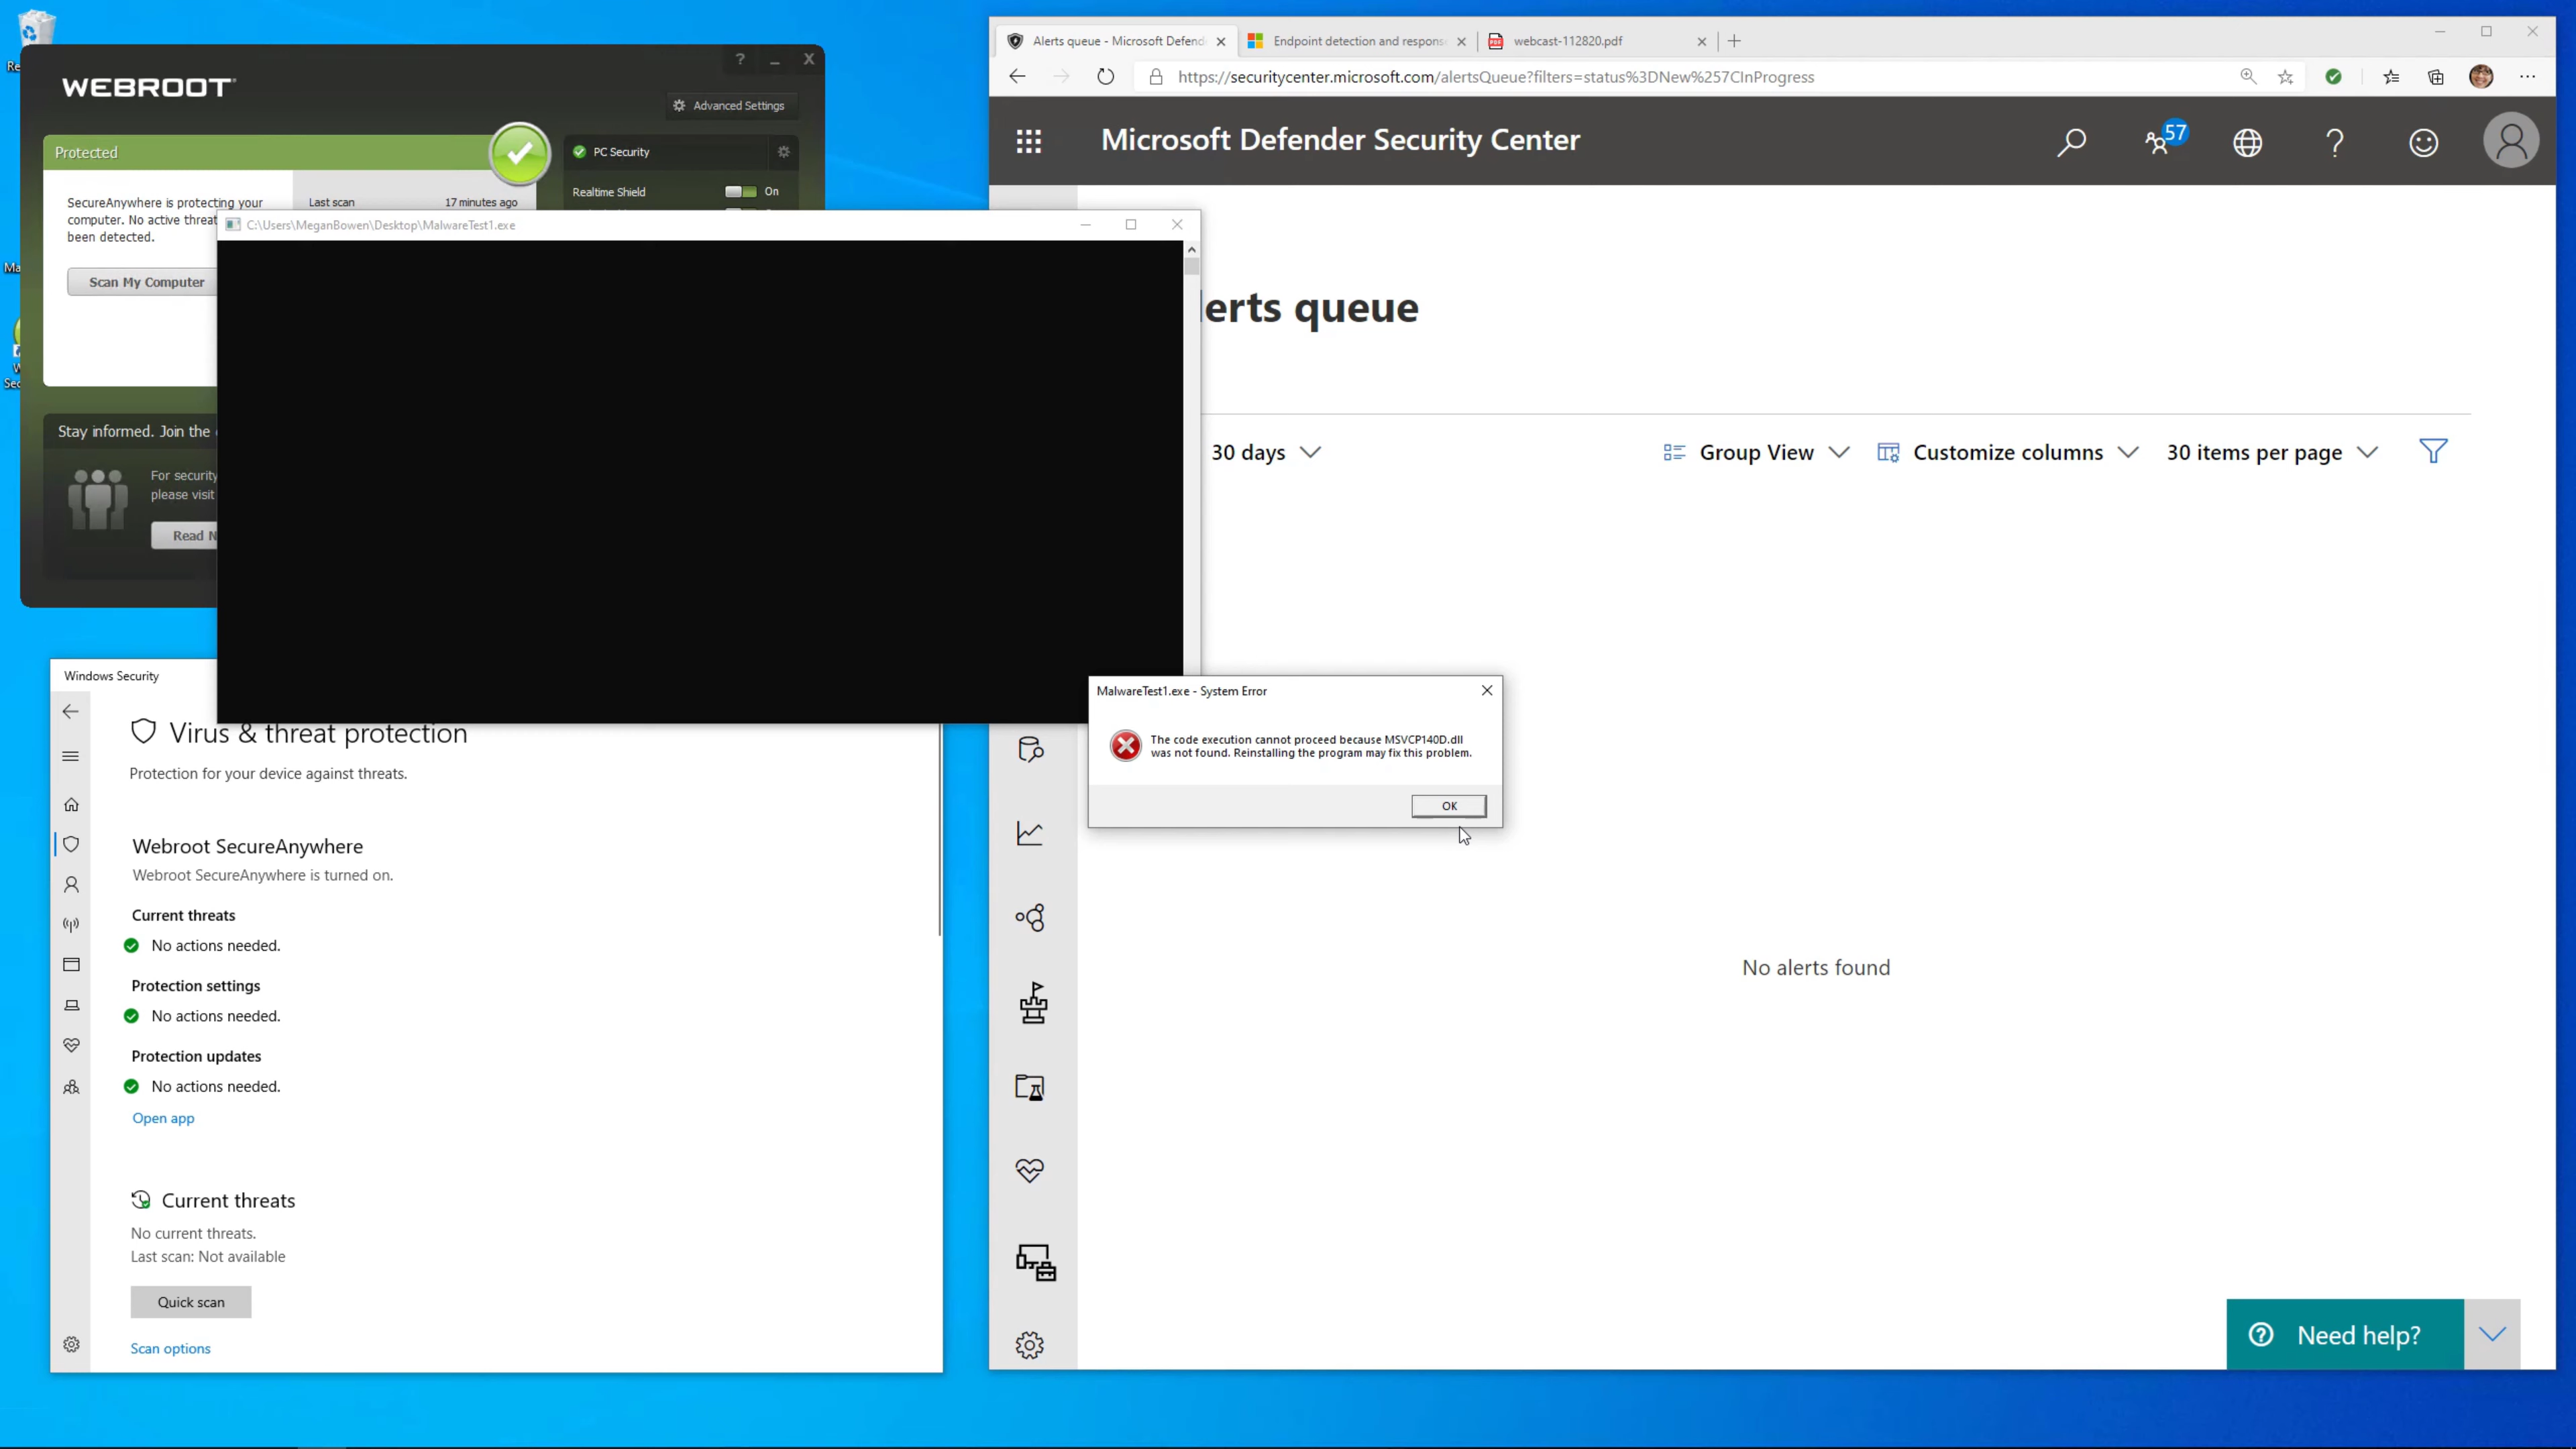 Re
WEBROOT
? _ X
Advanced Settings
Protected
SecureAnywhere is protecting your
computer. No active threat
been detected.
Last scan 17 minutes ago
Scan My Computer
PC Security
Realtime Shield On
Ma
Sec
Stay informed. Join the
For security
please visit
Read N
C:\Users\MeganBowen\Desktop\MalwareTest1.exe
Windows Security
Virus & threat protection
Protection for your device against threats.
Webroot SecureAnywhere
Webroot SecureAnywhere is turned on.
Current threats
No actions needed.
Protection settings
No actions needed.
Protection updates
No actions needed.
Open app
Current threats
No current threats.
Last scan: Not available
Quick scan
Scan options
Alerts queue - Microsoft Defend
Endpoint detection and respons
webcast-112820.pdf
https://securitycenter.microsoft.com/alertsQueue?filters=status%3DNew%257CInProgress
Microsoft Defender Security Center
57
lerts queue
30 days
Group View
Customize columns
30 items per page
MalwareTest1.exe - System Error
The code execution cannot proceed because MSVCP140D.dll
was not found. Reinstalling the program may fix this problem.
OK
No alerts found
Need help?